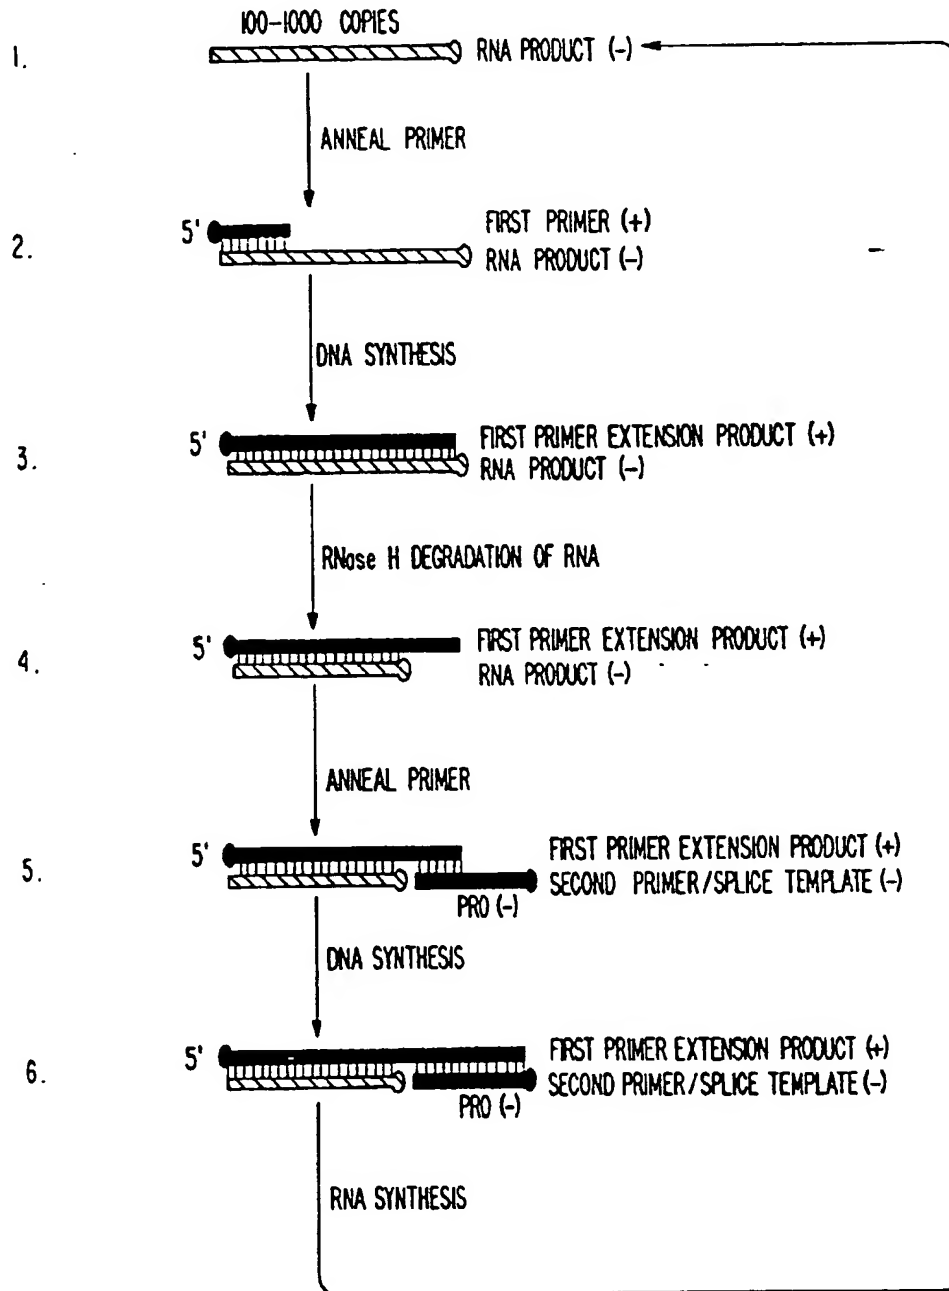 100-1000 COPIES
1.
RNA PRODUCT (-)
ANNEAL PRIMER
2.
5'
FIRST PRIMER (+)
RNA PRODUCT (-)
DNA SYNTHESIS
3.
5'
FIRST PRIMER EXTENSION PRODUCT (+)
RNA PRODUCT (-)
RNase H DEGRADATION OF RNA
4.
5'
FIRST PRIMER EXTENSION PRODUCT (+)
RNA PRODUCT (-)
ANNEAL PRIMER
5.
5'
FIRST PRIMER EXTENSION PRODUCT (+)
SECOND PRIMER/SPLICE TEMPLATE (-)
PRO (-)
DNA SYNTHESIS
6.
5'
FIRST PRIMER EXTENSION PRODUCT (+)
SECOND PRIMER/SPLICE TEMPLATE (-)
PRO (-)
RNA SYNTHESIS